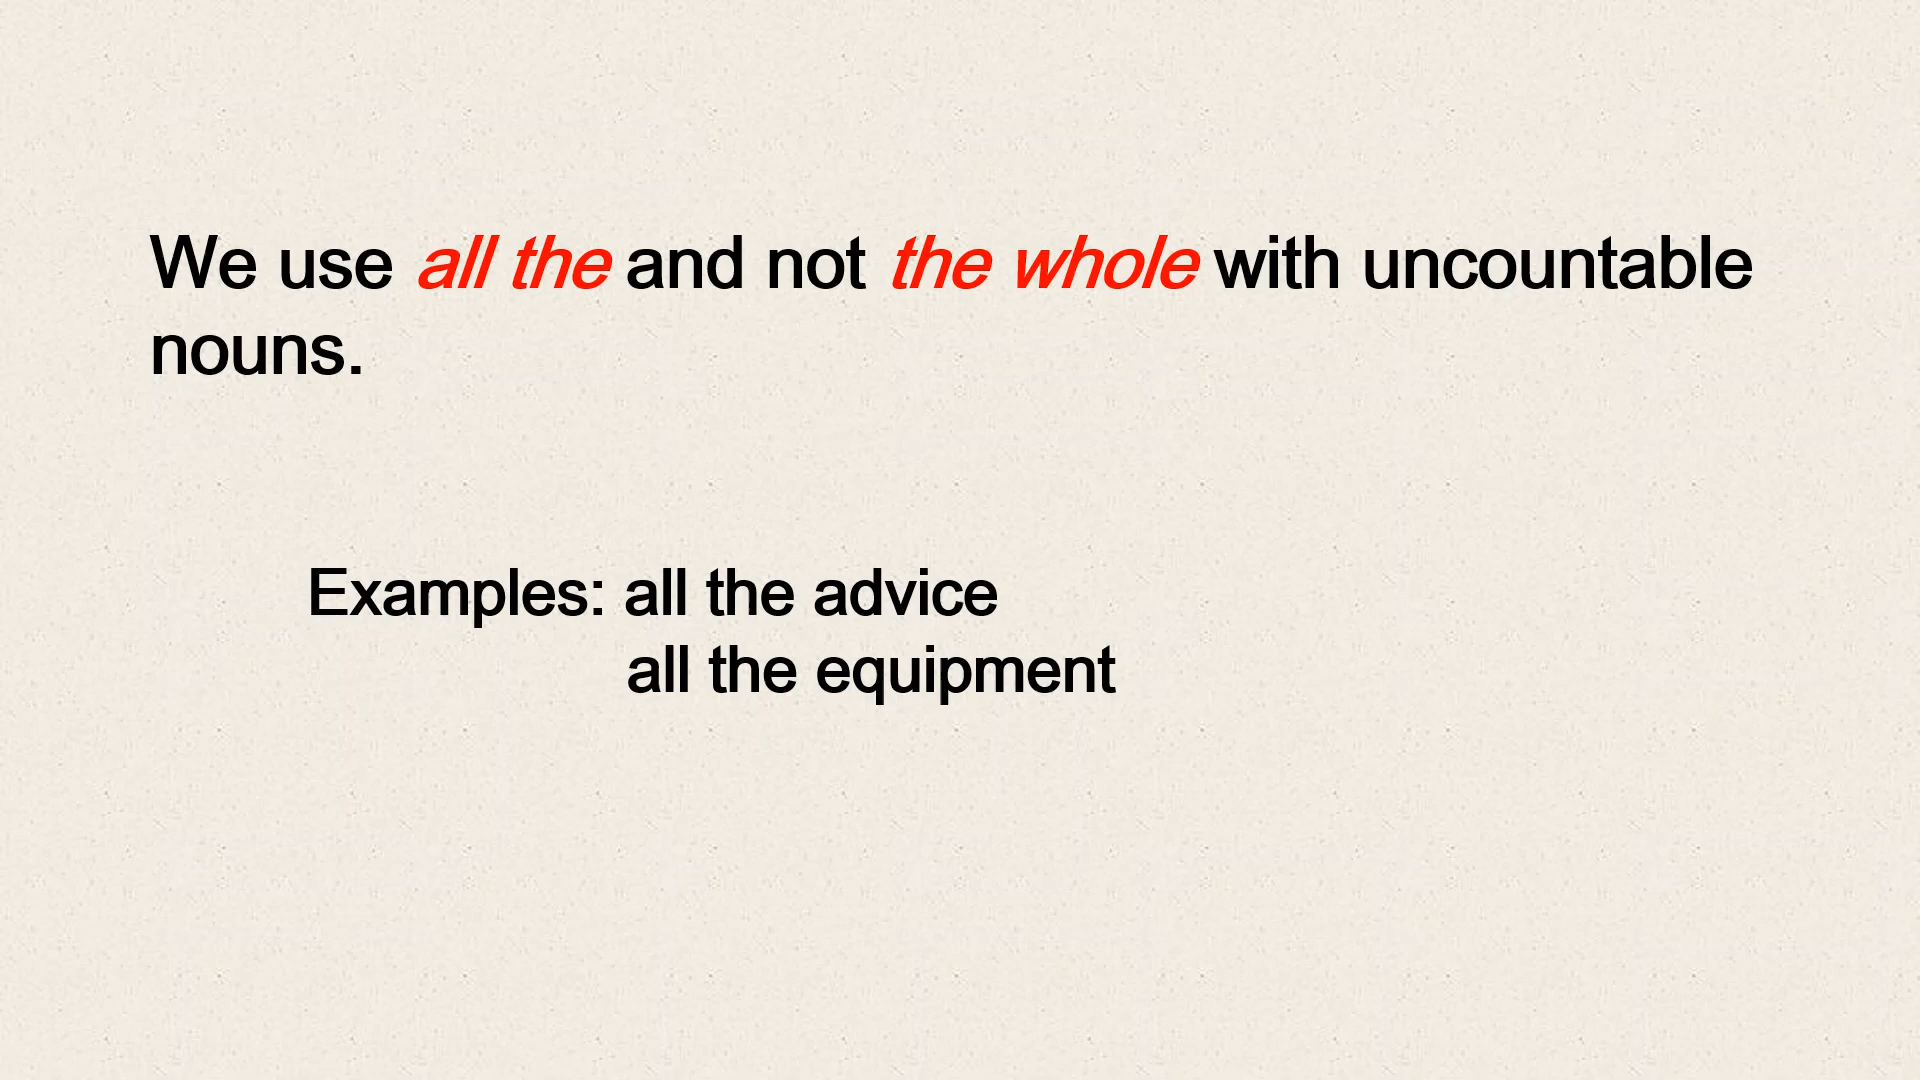 We use all the and not the whole with uncountable
nouns.
Examples: all the advice
all the equipment